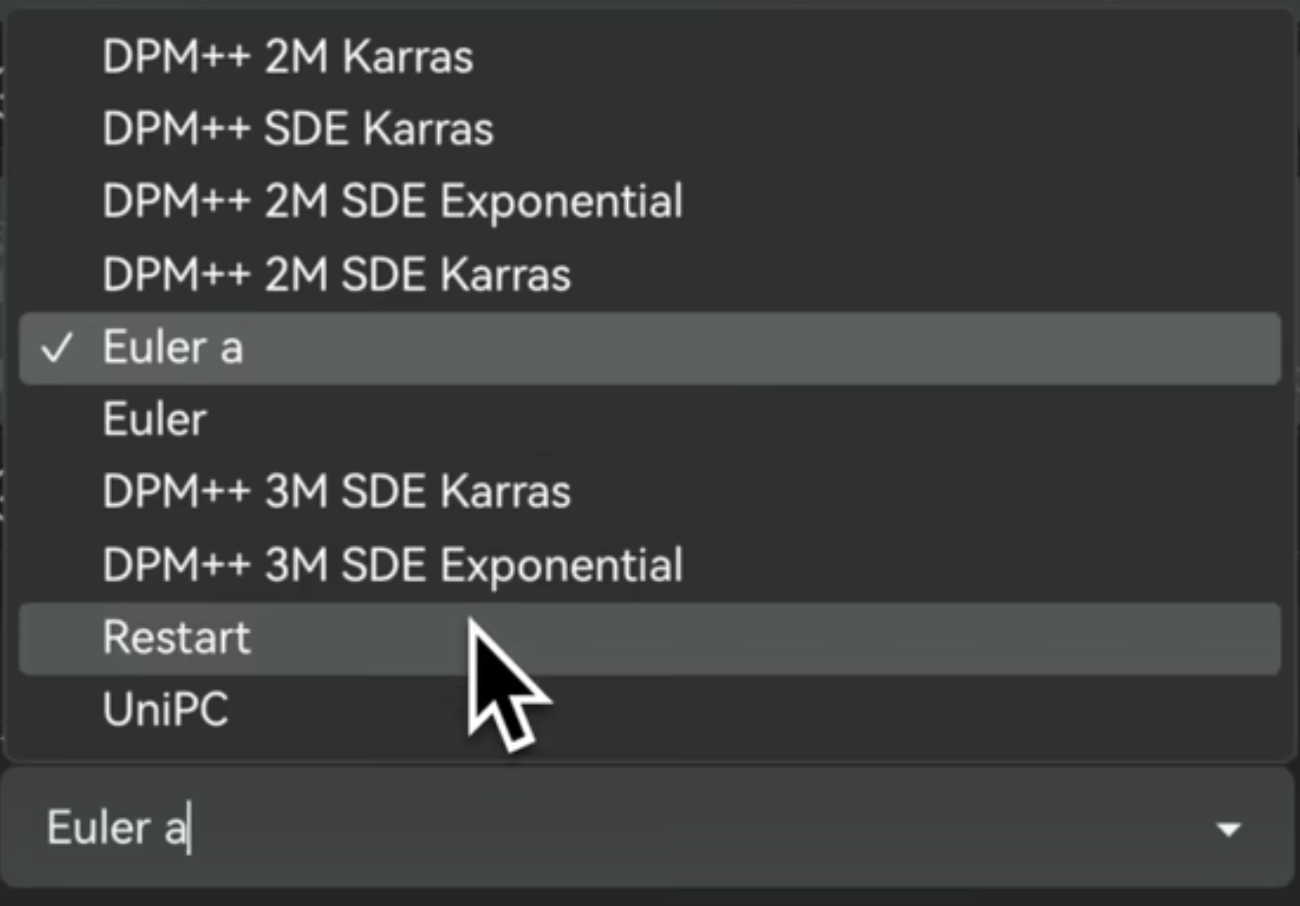 DPM++ 2M Karras
DPM++ SDE Karras
DPM++ 2M SDE Exponential
DPM++ 2M SDE Karras
✓ Euler a
Euler
DPM++ 3M SDE Karras
DPM++ 3M SDE Exponential
Restart
UniPC
Euler a